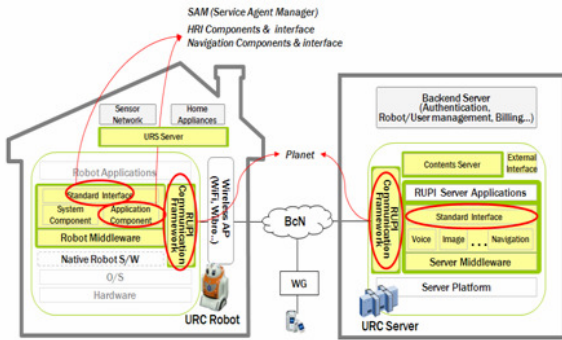 SAM (Service Agent Manager)
HRI Components & interface
Navigation Components & interface
Sensor
Network
Home
Appliances
URS Server
Robot Applications
Standard Interface
System
Component
Application
Component
Robot Middleware
Native Robot S/W
O/S
Hardware
RUPI
Communication Framework
Wireless AP
(WiFi, Wibro...)
URC Robot
Planet
BcN
WG
Backend Server
(Authentication,
Robot/User management, Billing...)
Contents Server
External
Interface
RUPI
Communication Framework
RUPI Server Applications
Standard Interface
Voice
Image
...
Navigation
Server Middleware
Server Platform
URC Server